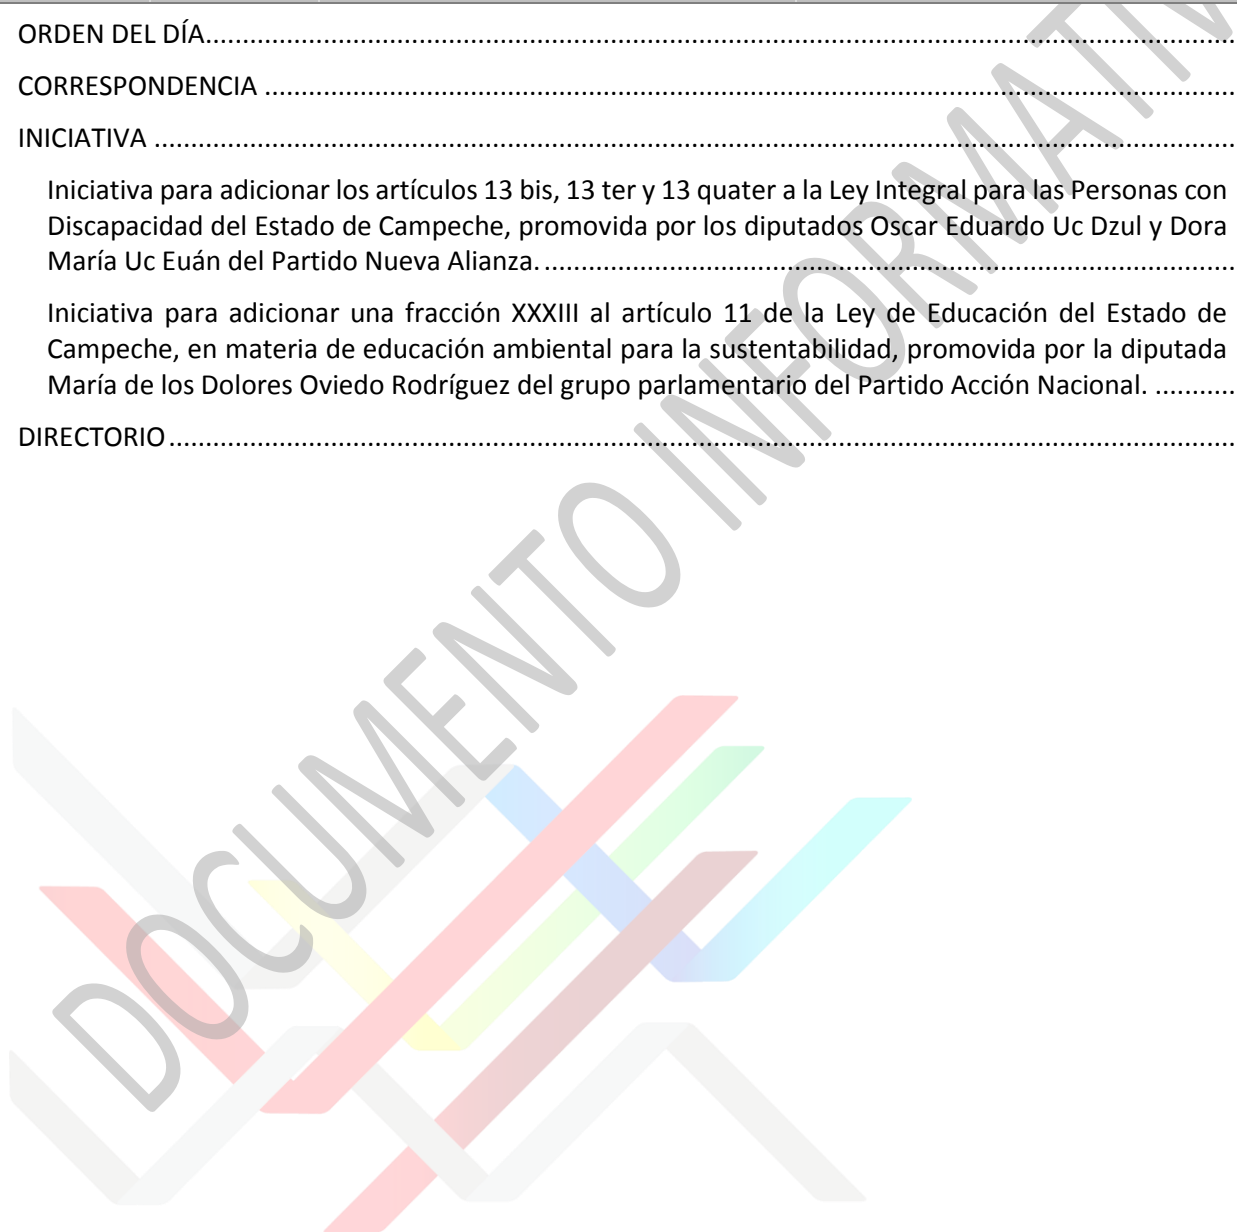 ORDEN DEL DÍA...............................................................................................................................................
CORRESPONDENCIA ...................................................................................................................................
INICIATIVA ..................................................................................................................................................
Iniciativa para adicionar los artículos 13 bis, 13 ter y 13 quater a la Ley Integral para las Personas con
Discapacidad del Estado de Campeche, promovida por los diputados Oscar Eduardo Uc Dzul y Dora
María Uc Euán del Partido Nueva Alianza. ..............................................................................................
Iniciativa para adicionar una fracción XXXIII al artículo 11 de la Ley de Educación del Estado de
Campeche, en materia de educación ambiental para la sustentabilidad, promovida por la diputada
María de los Dolores Oviedo Rodríguez del grupo parlamentario del Partido Acción Nacional. ...........
DIRECTORIO ................................................................................................................................................
DOCUMENTO INFORMATIV